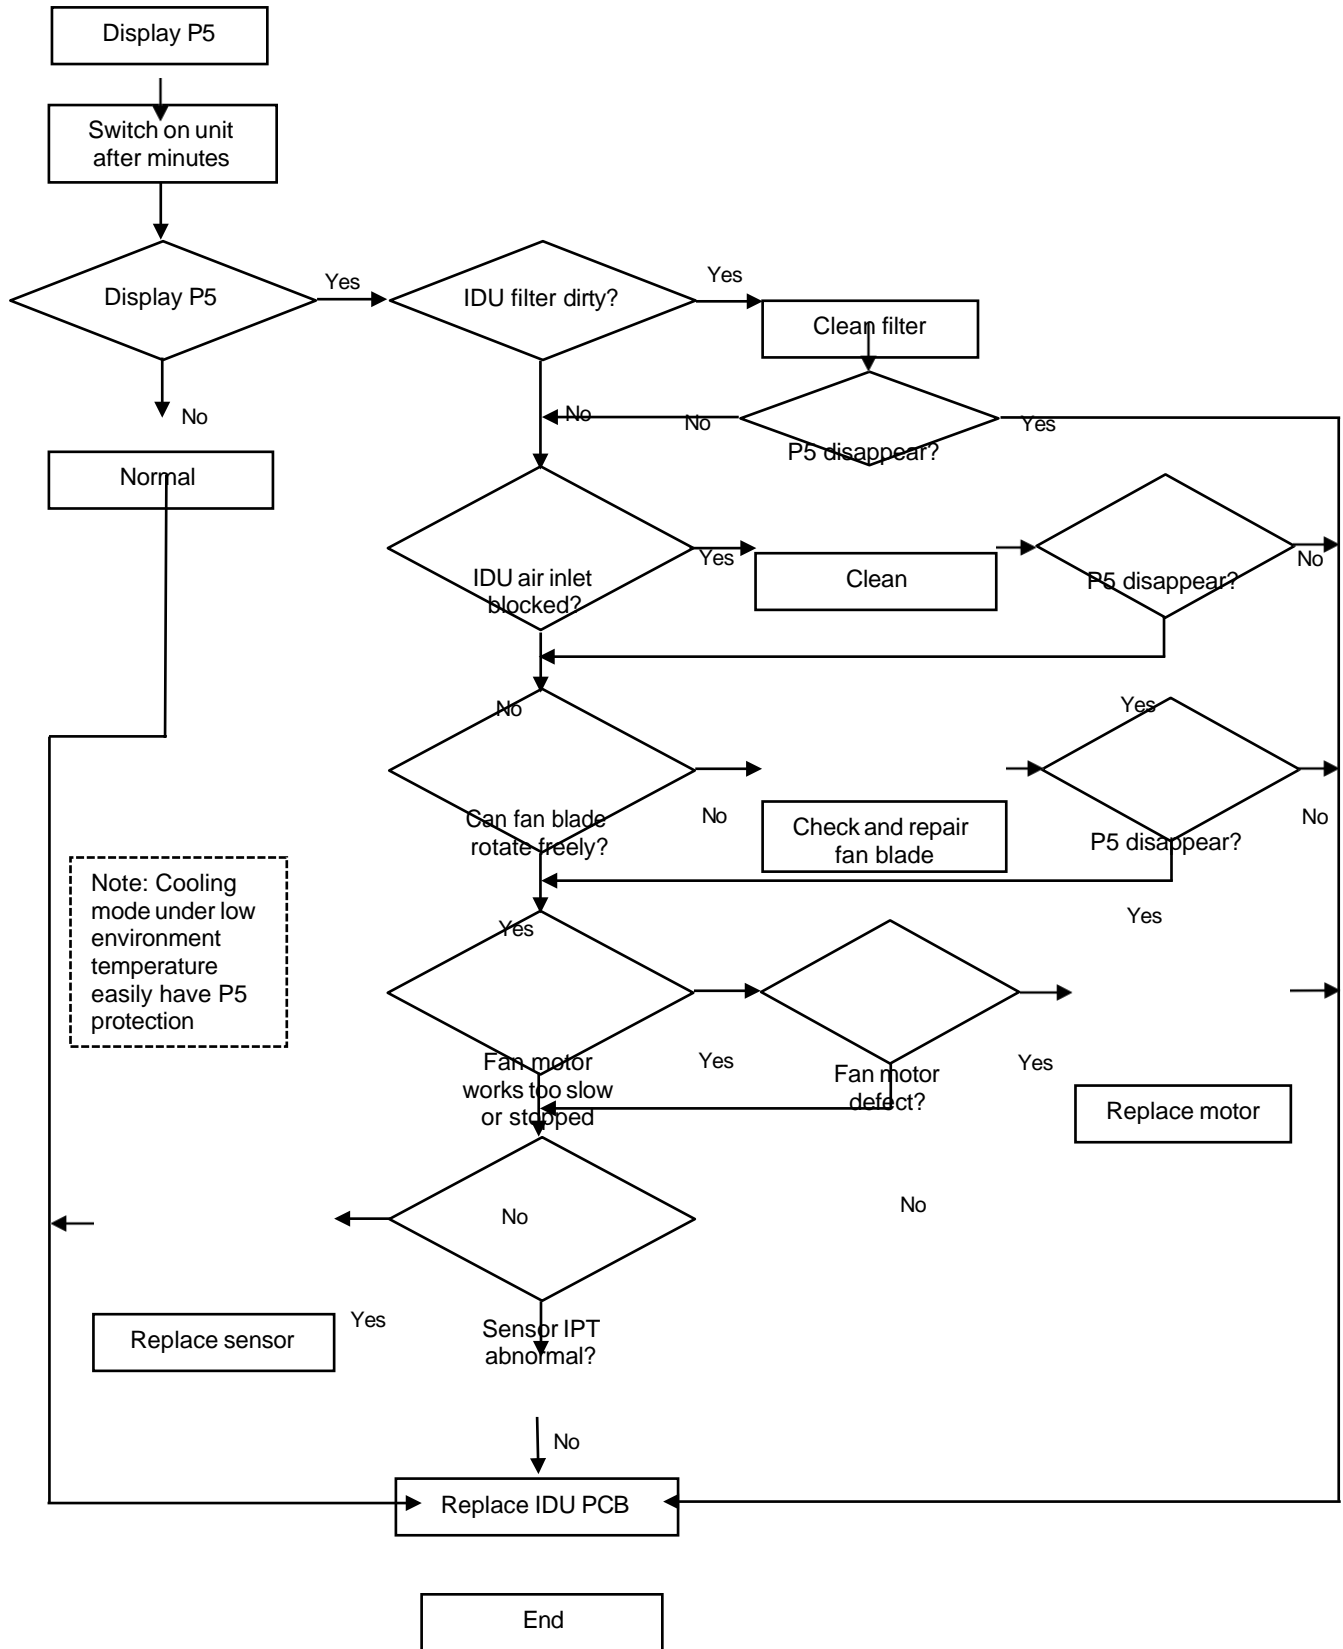 Display P5
Switch on unit
after minutes
Display P5
Yes
IDU filter dirty?
Yes
Clean filter
No
No
No
Yes
P5 disappear?
Normal
IDU air inlet
blocked?
Yes
Clean
P5 disappear?
No
No
Yes
Can fan blade
rotate freely?
No
Check and repair
fan blade
P5 disappear?
No
Note: Cooling
mode under low
environment
temperature
easily have P5
protection
Yes
Yes
Fan motor
works too slow
or stopped
Yes
Fan motor
defect?
Yes
Replace motor
No
No
Replace sensor
Yes
Sensor IPT
abnormal?
No
Replace IDU PCB
End